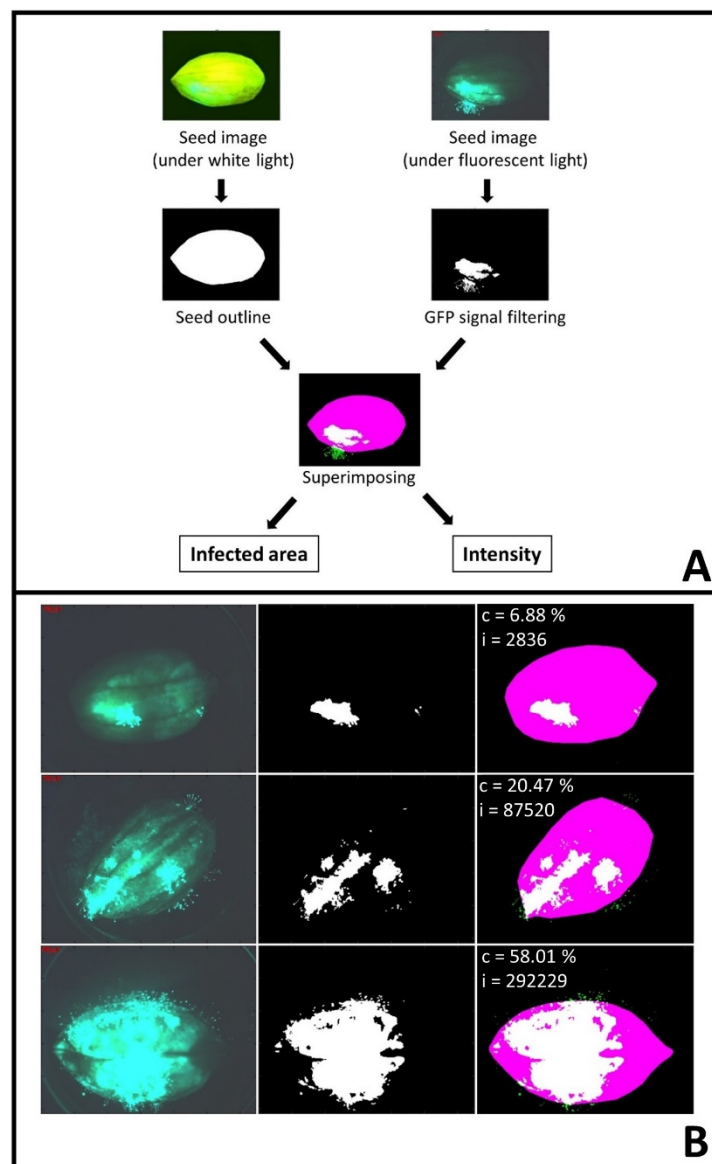 Seed image
(under white light)
Seed image
(under fluorescent light)
Seed outline
GFP signal filtering
Superimposing
Infected area
Intensity
A
c = 6.88 %
i = 2836
c = 20.47 %
i = 87520
c = 58.01 %
i = 292229
B